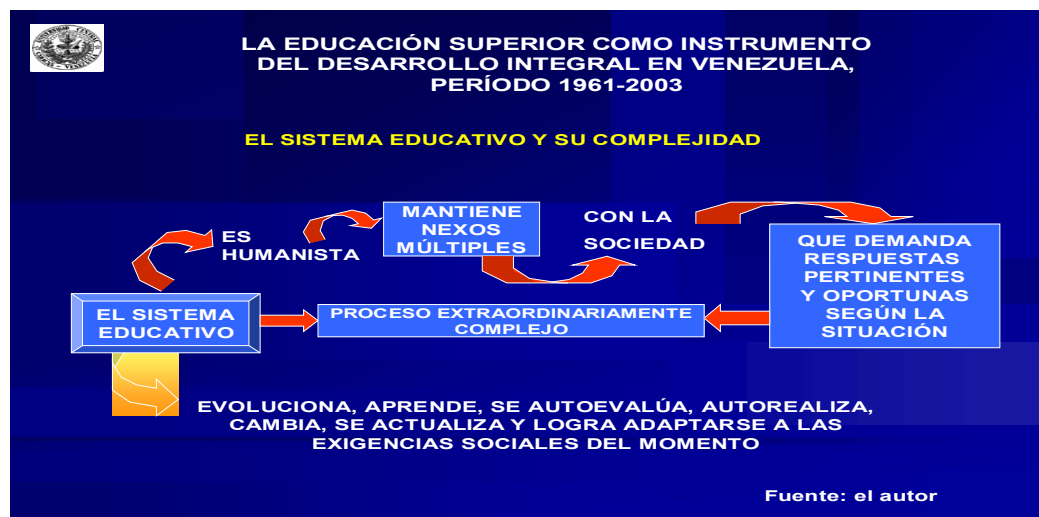 LA EDUCACIÓN SUPERIOR COMO INSTRUMENTO
DEL DESARROLLO INTEGRAL EN VENEZUELA,
PERÍODO 1961-2003
EL SISTEMA EDUCATIVO Y SU COMPLEJIDAD
ES
HUMANISTA
MANTIENE
NEXOS
MÚLTIPLES
CON LA
SOCIEDAD
QUE DEMANDA
RESPUESTAS
PERTINENTES
Y OPORTUNAS
SEGÚN LA
SITUACIÓN
EL SISTEMA
EDUCATIVO
PROCESO EXTRAORDINARIAMENTE
COMPLEJO
EVOLUCIONA, APRENDE, SE AUTOEVALÚA, AUTOREALIZA,
CAMBIA, SE ACTUALIZA Y LOGRA ADAPTARSE A LAS
EXIGENCIAS SOCIALES DEL MOMENTO
Fuente: el autor